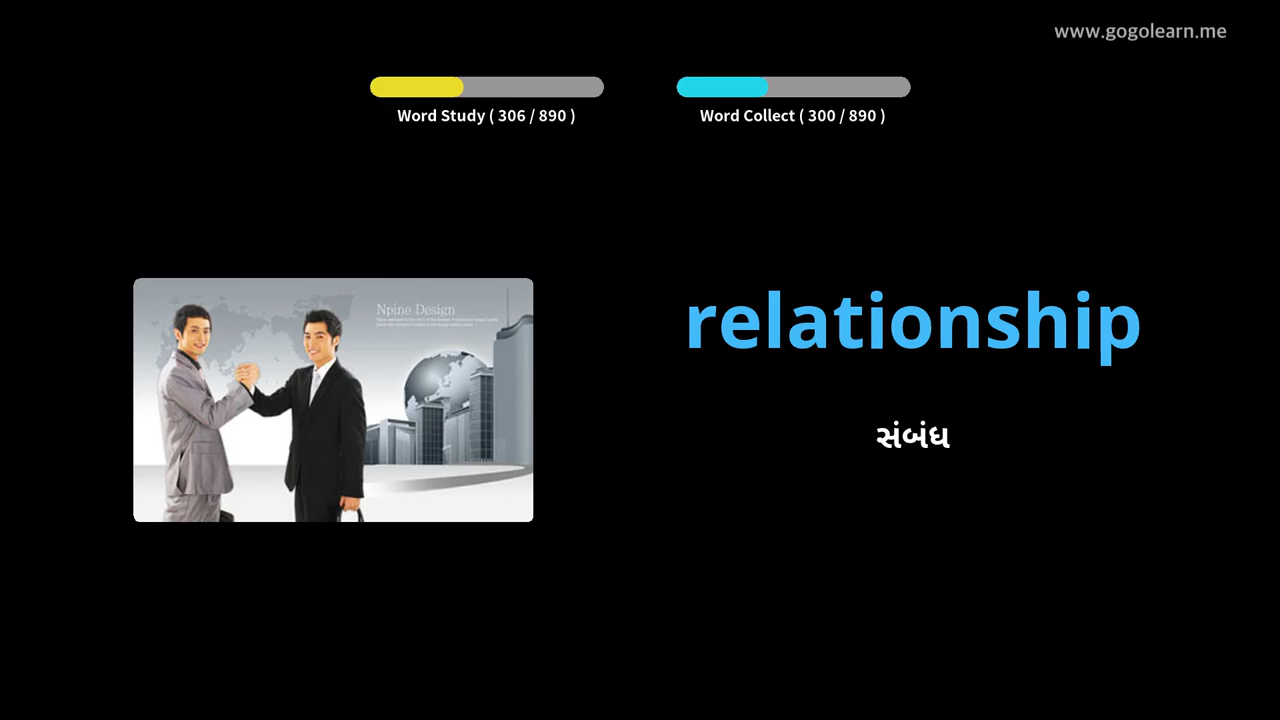 www.gogolearn.me
Word Study ( 306 / 890 )
Word Collect ( 300 / 890 )
Npine Design
relationship
સંબંધ